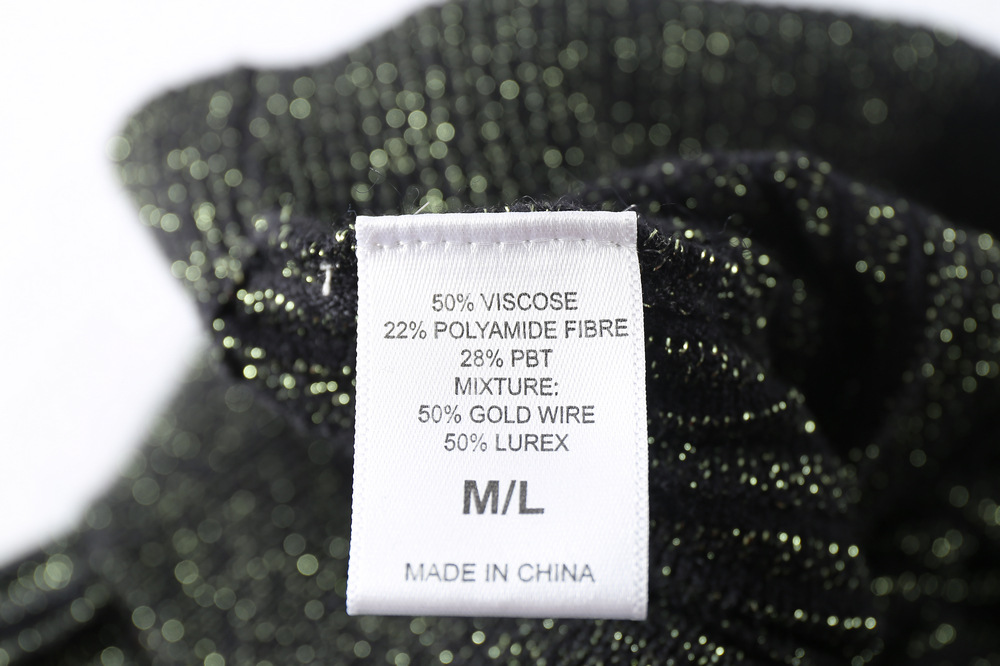 50% VISCOSE
22% POLYAMIDE FIBRE
28% PBT
MIXTURE:
50% GOLD WIRE
50% LUREX
M/L
MADE IN CHINA